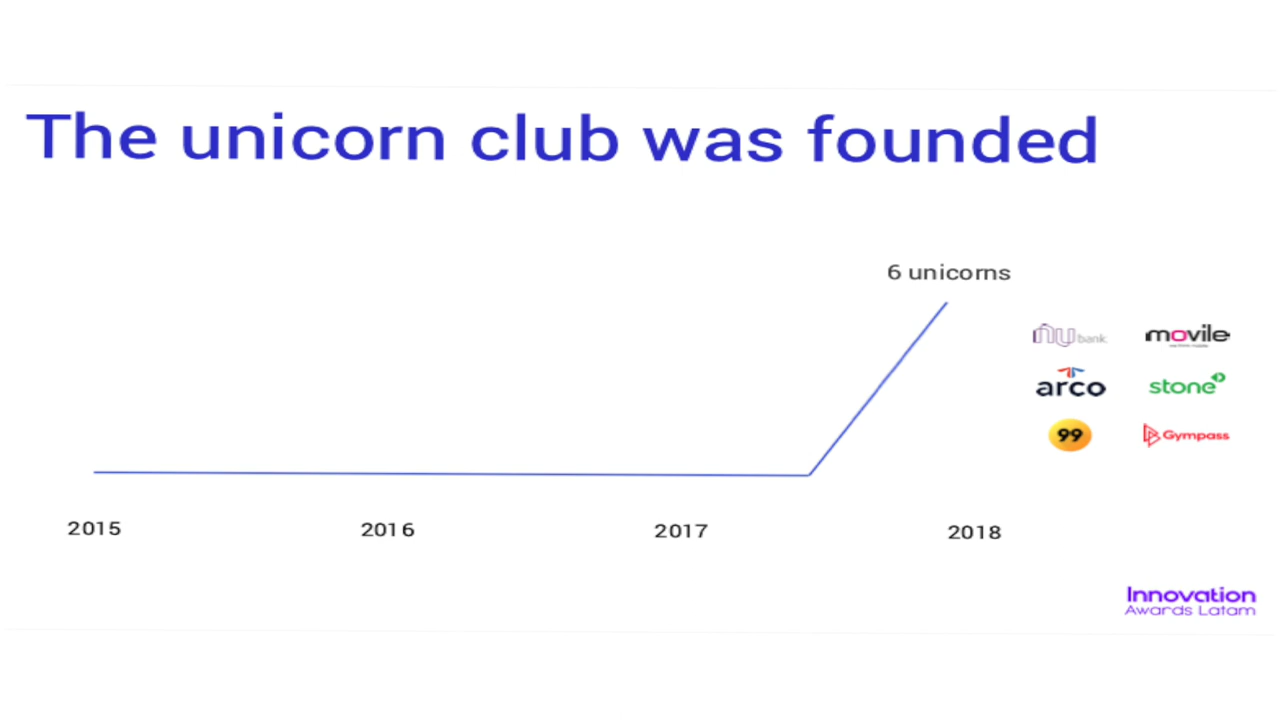 The unicorn club was founded
6 unicorns
nu bank
movile
arco
stone
99
Gympass
2015 2016 2017 2018
Innovation
Awards Latam